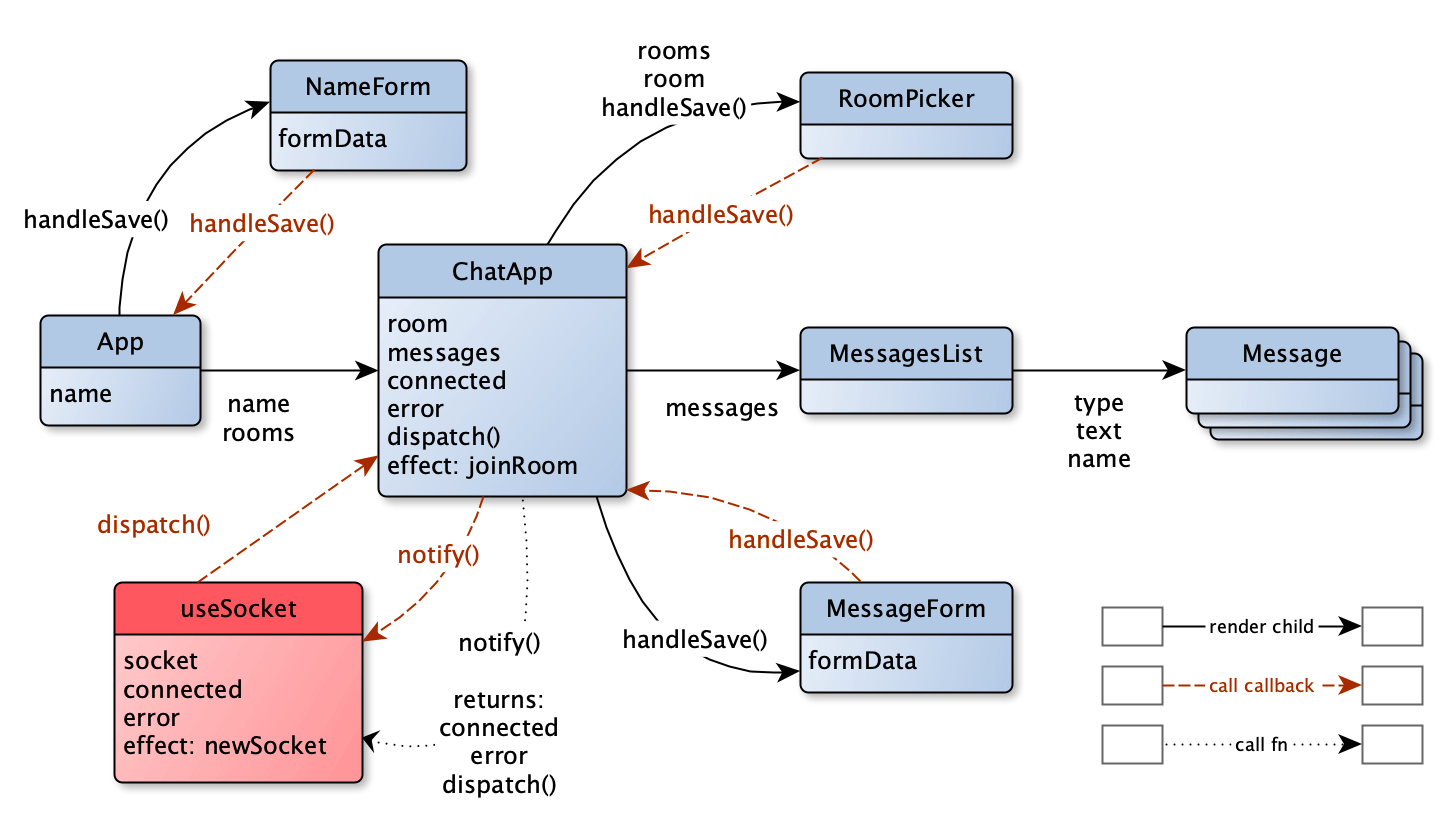 rooms
room
handleSave()
NameForm
formData
RoomPicker
handleSave()
handleSave()
handleSave()
ChatApp
room
messages
connected
error
dispatch()
effect: joinRoom
App
name
name
rooms
MessagesList
messages
Message
type
text
name
dispatch()
notify()
handleSave()
useSocket
socket
connected
error
effect: newSocket
notify()
returns:
connected
error
dispatch()
handleSave()
MessageForm
formData
render child
call callback
call fn